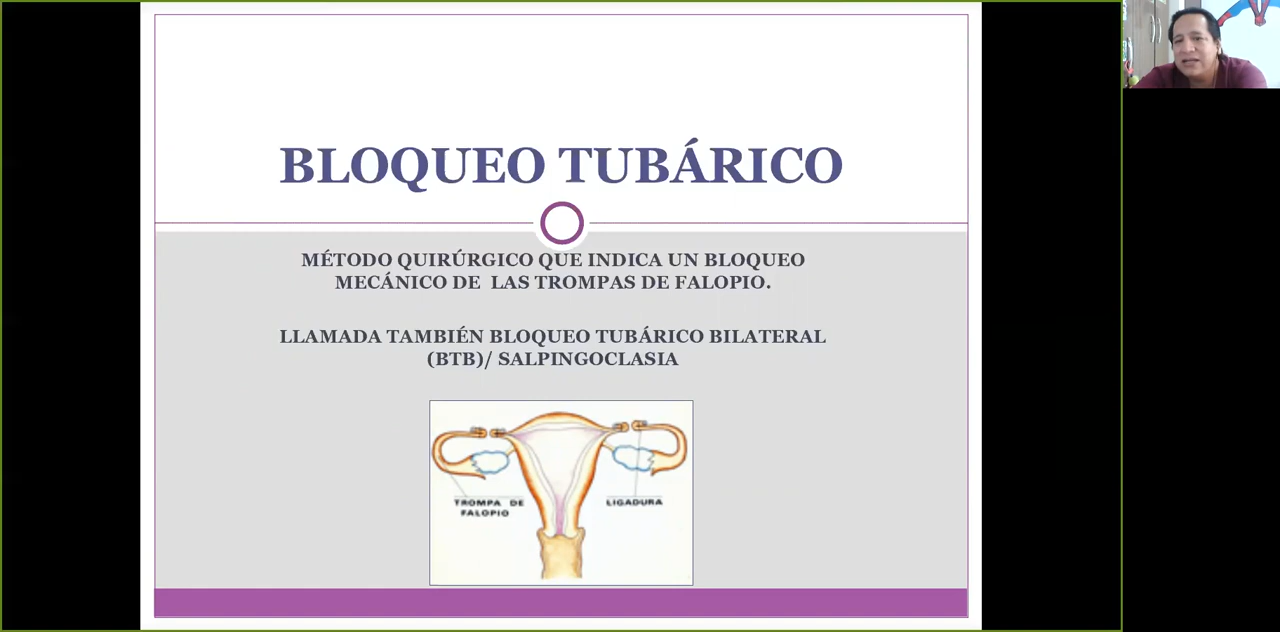 BLOQUEO TUBÁRICO
MÉTODO QUIRÚRGICO QUE INDICA UN BLOQUEO
MECÁNICO DE LAS TROMPAS DE FALOPIO.
LLAMADA TAMBIÉN BLOQUEO TUBÁRICO BILATERAL
(BTB)/ SALPINGOCLASIA
TROMPA DE
FALOPIO
LIGADURA